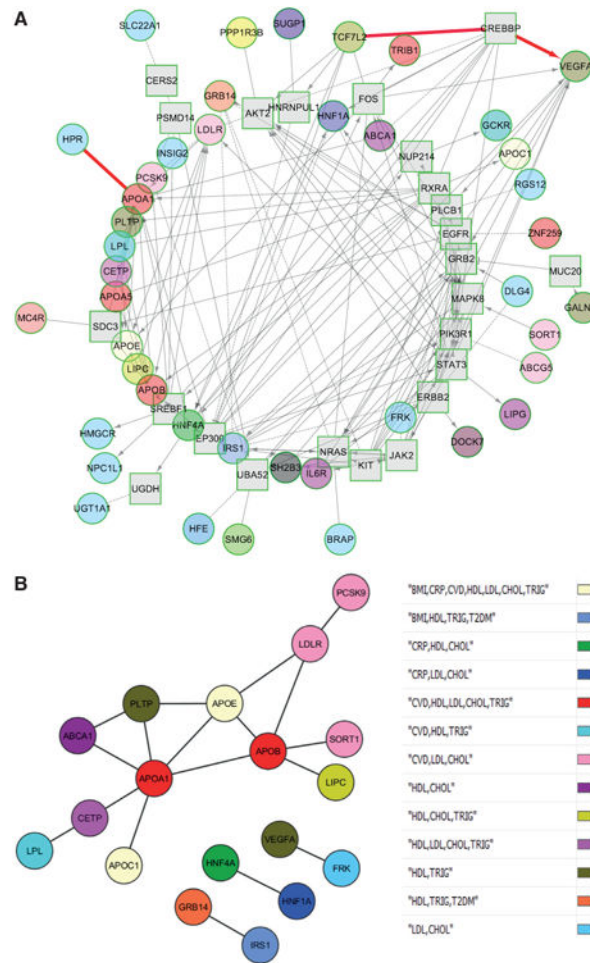 A
SLC22A1
PPP1R3B
SUGP1
TCF7L2
CREBBP
CERS2
TRIB1
VEGFA
GRB14
HNRNPUL1
FOS
PSMD14
AKT2
HNF1A
HPR
LDLR
ABCA1
GCKR
INSIG2
NUP214
APOC1
PCSK9
RXRA
RGS12
APOA1
PLCB1
PLTP
EGFR
ZNF259
LPL
GRB2
CETP
MUC20
APOA5
MAPK8
DLG4
GALN
MC4R
SDC3
PIK3R1
SORT1
APOE
STAT3
LIPC
ABCG5
APOB
ERBB2
SREBF1
FRK
LIPG
HNF4A
HMGCR
EP300
IRS1
NRAS
JAK2
DOCK7
NPC1L1
UBA52
SH2B3
IL6R
KIT
UGDH
UGT1A1
HFE
SMG6
BRAP
B
PCSK9
LDLR
PLTP
APOE
ABCA1
SORT1
APOB
APOA1
LIPC
CETP
VEGFA
LPL
APOC1
HNF4A
FRK
HNF1A
GRB14
IRS1
"BMI,CRP,CVD,HDL,LDL,CHOL,TRIG"
"BMI,HDL,TRIG,T2DM"
"CRP,HDL,CHOL"
"CRP,LDL,CHOL"
"CVD,HDL,LDL,CHOL,TRIG"
"CVD,HDL,TRIG"
"CVD,LDL,CHOL"
"HDL,CHOL"
"HDL,CHOL,TRIG"
"HDL,LDL,CHOL,TRIG"
"HDL,TRIG"
"HDL,TRIG,T2DM"
"LDL,CHOL"